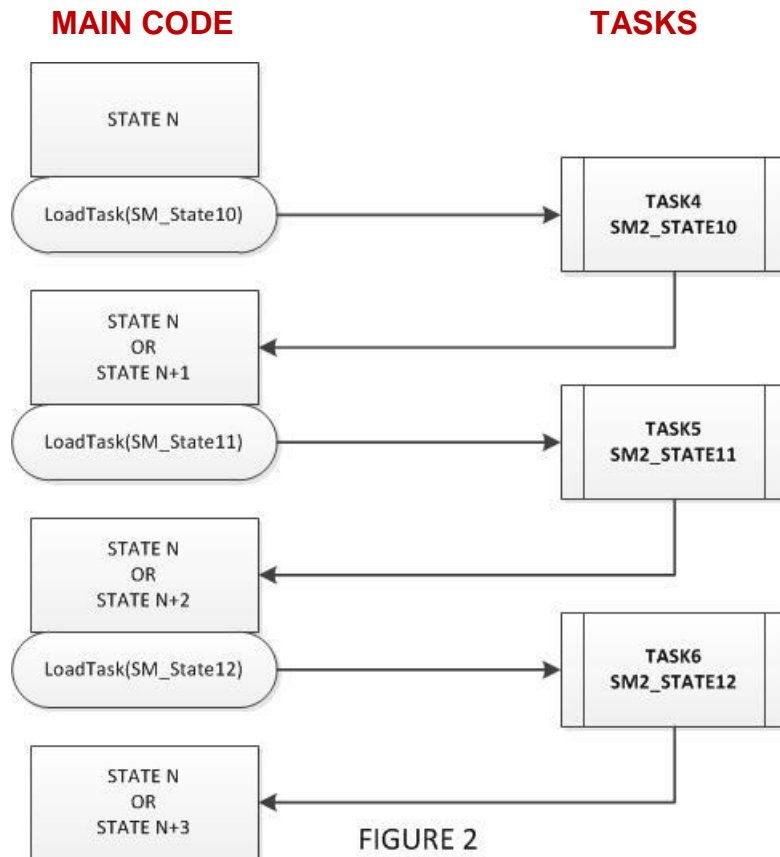 MAIN CODE
TASKS
STATE N
LoadTask(SM_State10)
TASK4
SM2_STATE10
STATE N
OR
STATE N+1
LoadTask(SM_State11)
TASK5
SM2_STATE11
STATE N
OR
STATE N+2
LoadTask(SM_State12)
TASK6
SM2_STATE12
STATE N
OR
STATE N+3
FIGURE 2